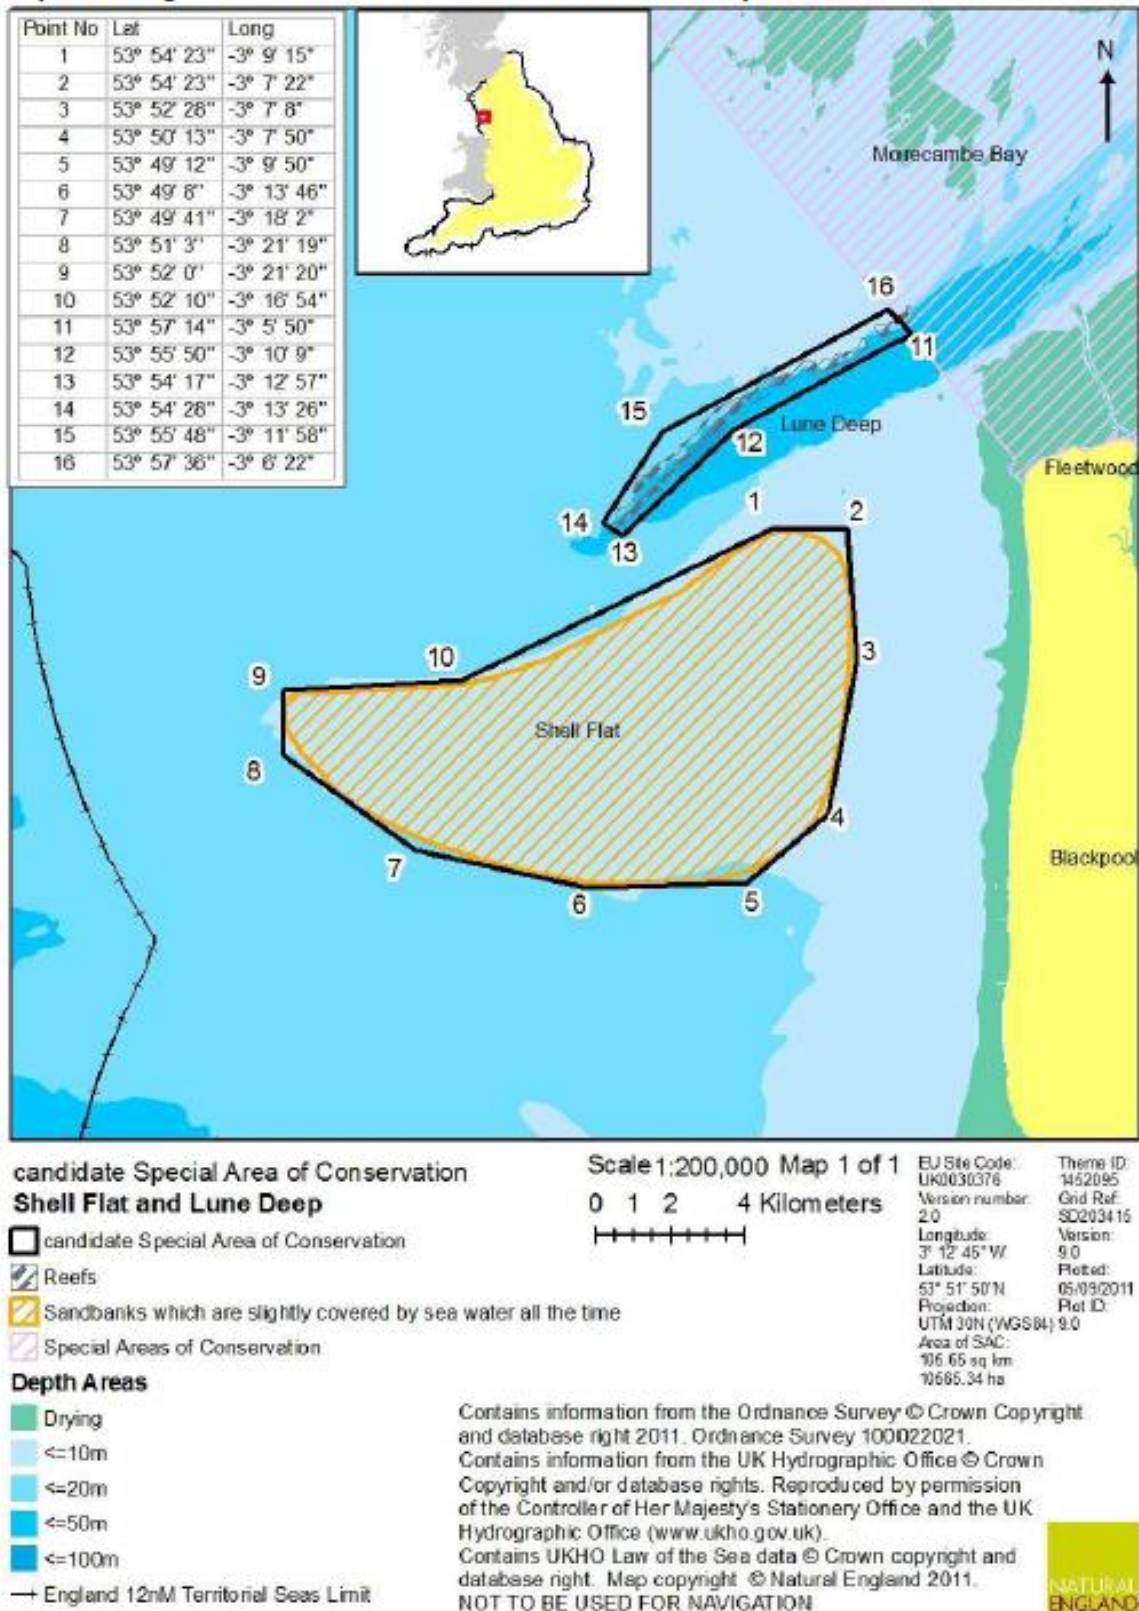 Point No Lat Long
1 53° 54' 23" -3° 9' 15"
2 53° 54' 23" -3° 7' 22"
3 53° 52' 28" -3° 7' 8"
4 53° 50' 13" -3° 7' 50"
5 53° 49' 12" -3° 9' 50"
6 53° 49' 8" -3° 13' 46"
7 53° 49' 41" -3° 18' 2"
8 53° 51' 3" -3° 21' 19"
9 53° 52' 0" -3° 21' 20"
10 53° 52' 10" -3° 16' 54"
11 53° 57' 14" -3° 5' 50"
12 53° 55' 50" -3° 10' 9"
13 53° 54' 17" -3° 12' 57"
14 53° 54' 28" -3° 13' 26"
15 53° 55' 48" -3° 11' 58"
16 53° 57' 36" -3° 6' 22"
N
Morecambe Bay
16
11
15
Lune Deep
12
Fleetwood
1
2
14
13
3
10
9
Shell Flat
8
4
Blackpool
7
6
5
candidate Special Area of Conservation
Shell Flat and Lune Deep
candidate Special Area of Conservation
Reefs
Sandbanks which are slightly covered by sea water all the time
Special Areas of Conservation
Depth Areas
Drying
<=10m
<=20m
<=50m
<=100m
England 12nM Territorial Seas Limit
Scale 1:200,000 Map 1 of 1
0 1 2 4 Kilometers
EU Site Code:
UK0030376
Version number:
2.0
Longitude:
3° 12' 45" W
Latitude:
53° 51' 50"N
Projection:
UTM 30N (WGS84)
Area of SAC:
105.65 sq km
10565.34 ha
Theme ID:
1452095
Grid Ref:
SD203415
Version:
9.0
Plotted:
05/09/2011
Plot ID:
9.0
Contains information from the Ordnance Survey © Crown Copyright
and database right 2011. Ordnance Survey 100022021.
Contains information from the UK Hydrographic Office © Crown
Copyright and/or database rights. Reproduced by permission
of the Controller of Her Majesty's Stationery Office and the UK
Hydrographic Office (www.ukho.gov.uk).
Contains UKHO Law of the Sea data © Crown copyright and
database right. Map copyright © Natural England 2011.
NOT TO BE USED FOR NAVIGATION
NATURAL
ENGLAND